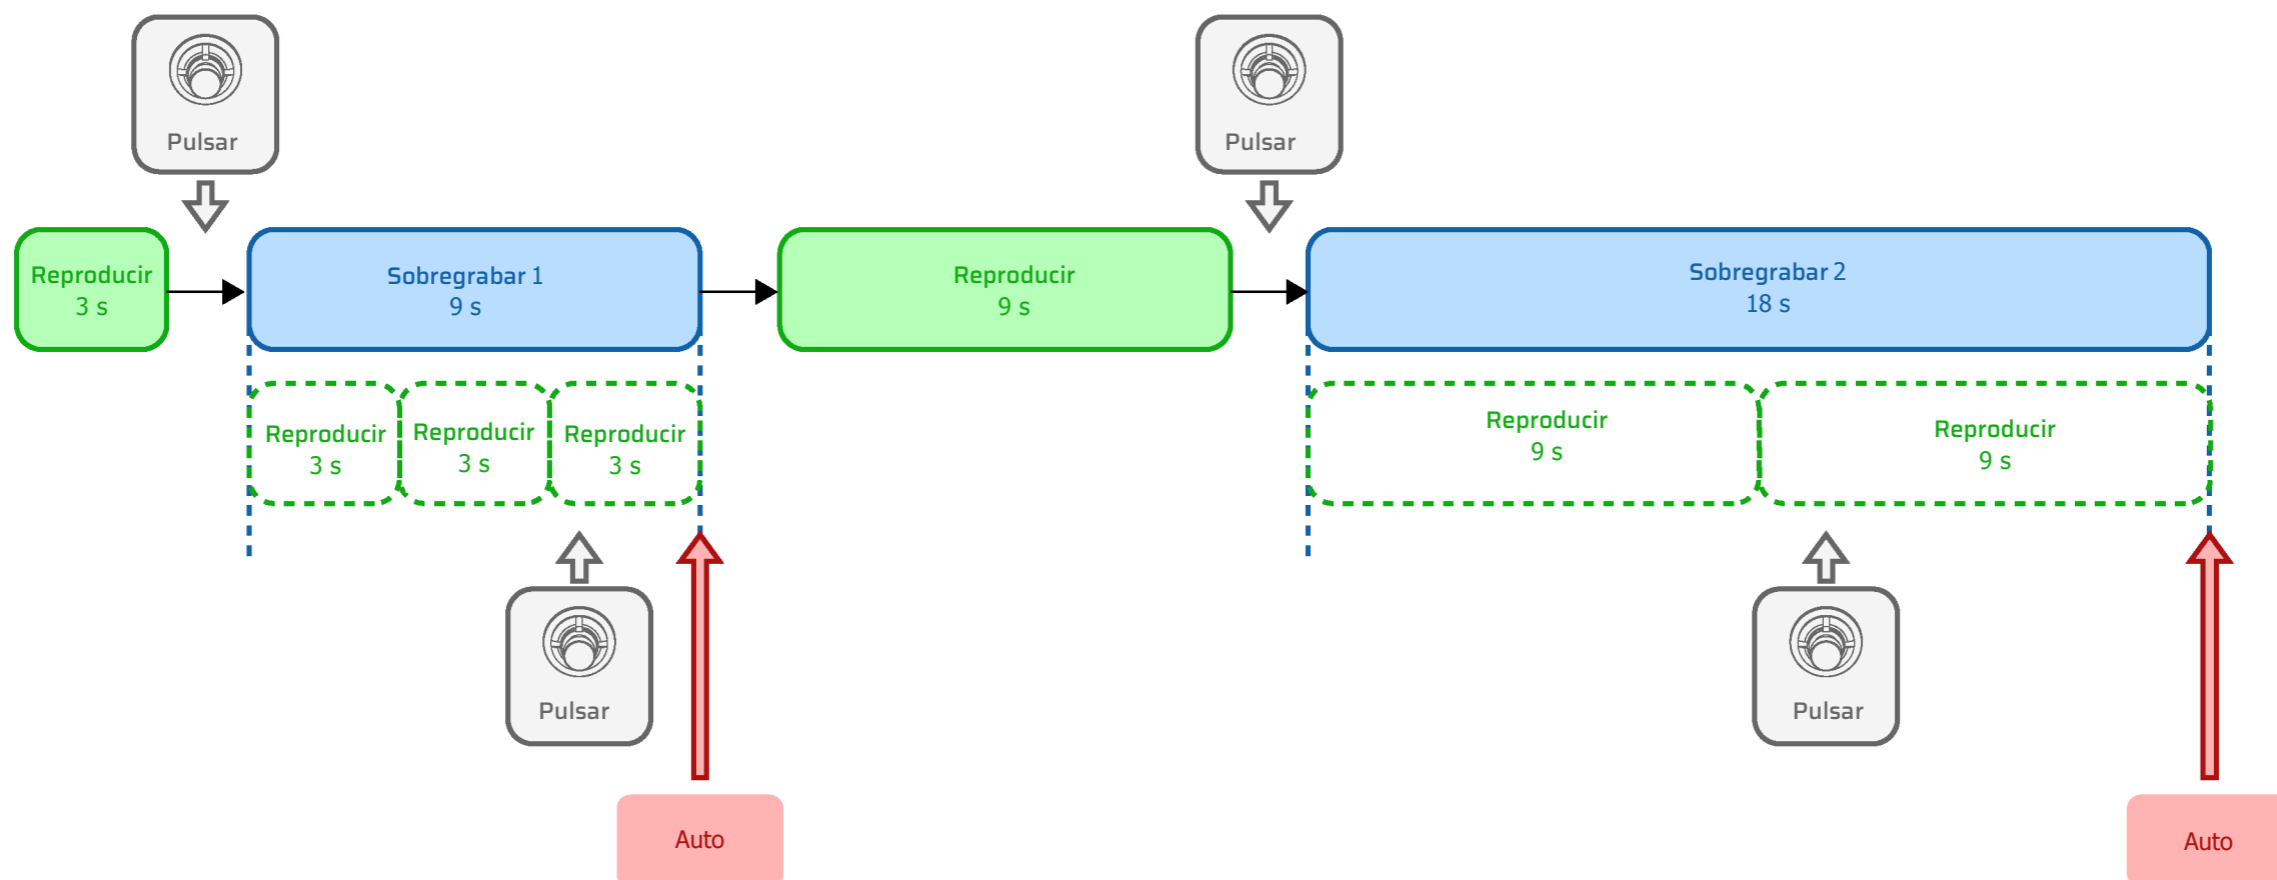 Pulsar
Pulsar
Reproducir
3 s
Sobregrabar 1
9 s
Reproducir
9 s
Sobregrabar 2
18 s
Reproducir
3 s
Reproducir
3 s
Reproducir
3 s
Reproducir
9 s
Reproducir
9 s
Pulsar
Pulsar
Auto
Auto